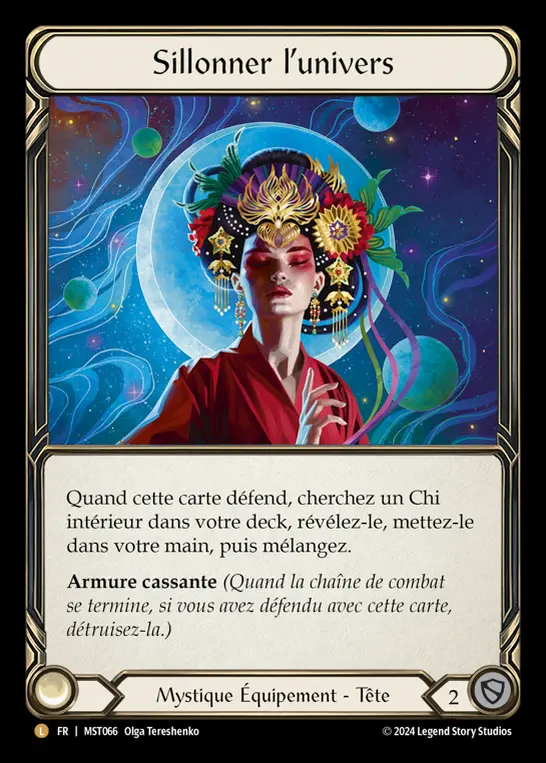 Sillonner l'univers
Quand cette carte défend, cherchez un Chi
intérieur dans votre deck, révélez-le, mettez-le
dans votre main, puis mélangez.
Armure cassante (Quand la chaîne de combat
se termine, si vous avez défendu avec cette carte,
détruisez-la.)
Mystique Équipement - Tête
2
L FR | MST066 Olga Tereshenko
© 2024 Legend Story Studios